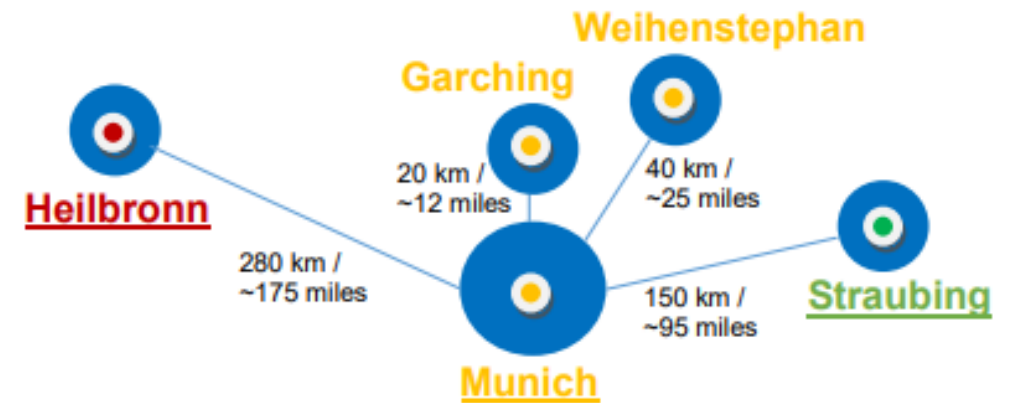 Weihenstephan
Garching
20 km /
~12 miles
40 km /
~25 miles
Heilbronn
280 km /
~175 miles
150 km /
~95 miles
Straubing
Munich